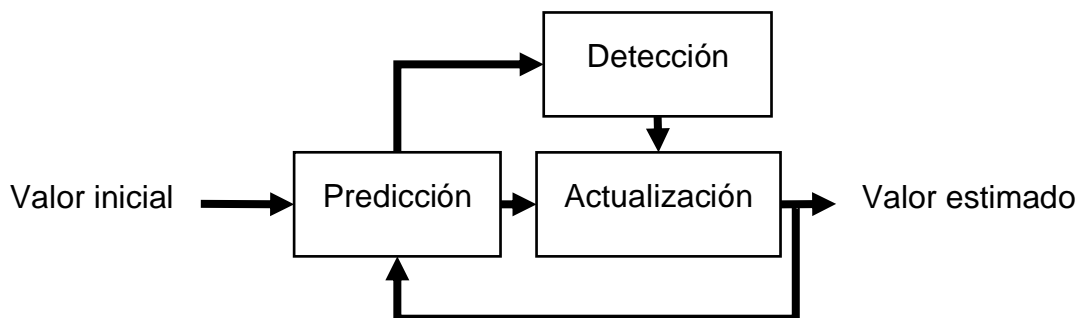 Detección
Valor inicial
Predicción
Actualización
Valor estimado